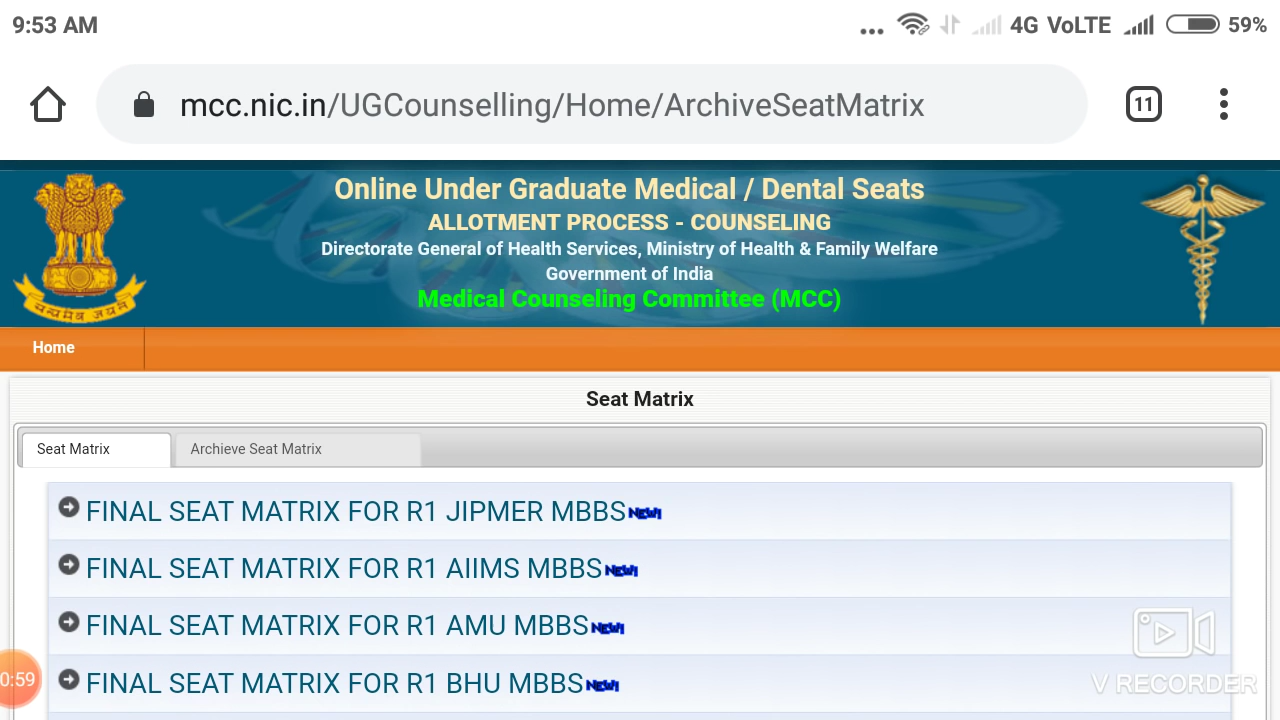 9:53 AM
... 4G VoLTE 59%
mcc.nic.in/UGCounselling/Home/ArchiveSeatMatrix
11
Online Under Graduate Medical / Dental Seats
ALLOTMENT PROCESS - COUNSELING
Directorate General of Health Services, Ministry of Health & Family Welfare
Government of India
Medical Counseling Committee (MCC)
सत्यमेव जयते
Home
Seat Matrix
Seat Matrix Archieve Seat Matrix
FINAL SEAT MATRIX FOR R1 JIPMER MBBS NEW!
FINAL SEAT MATRIX FOR R1 AIIMS MBBS NEW!
FINAL SEAT MATRIX FOR R1 AMU MBBS NEW!
FINAL SEAT MATRIX FOR R1 BHU MBBS NEW!
0:59
V RECORDER